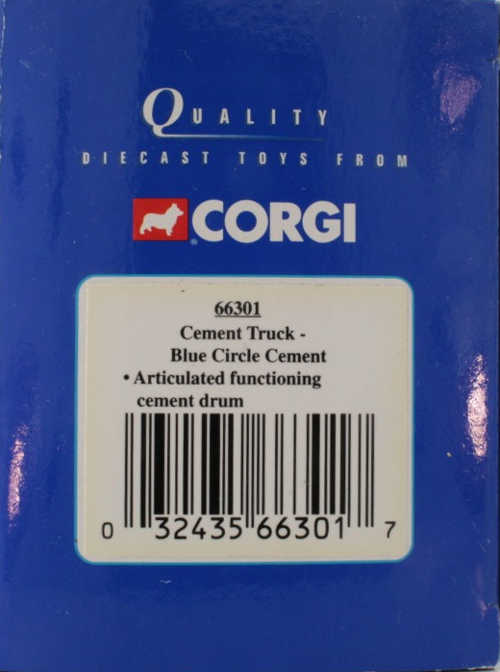 QUALITY
DIECAST TOYS FROM
CORGI
66301
Cement Truck -
Blue Circle Cement
• Articulated functioning
cement drum
0 32435 66301 7